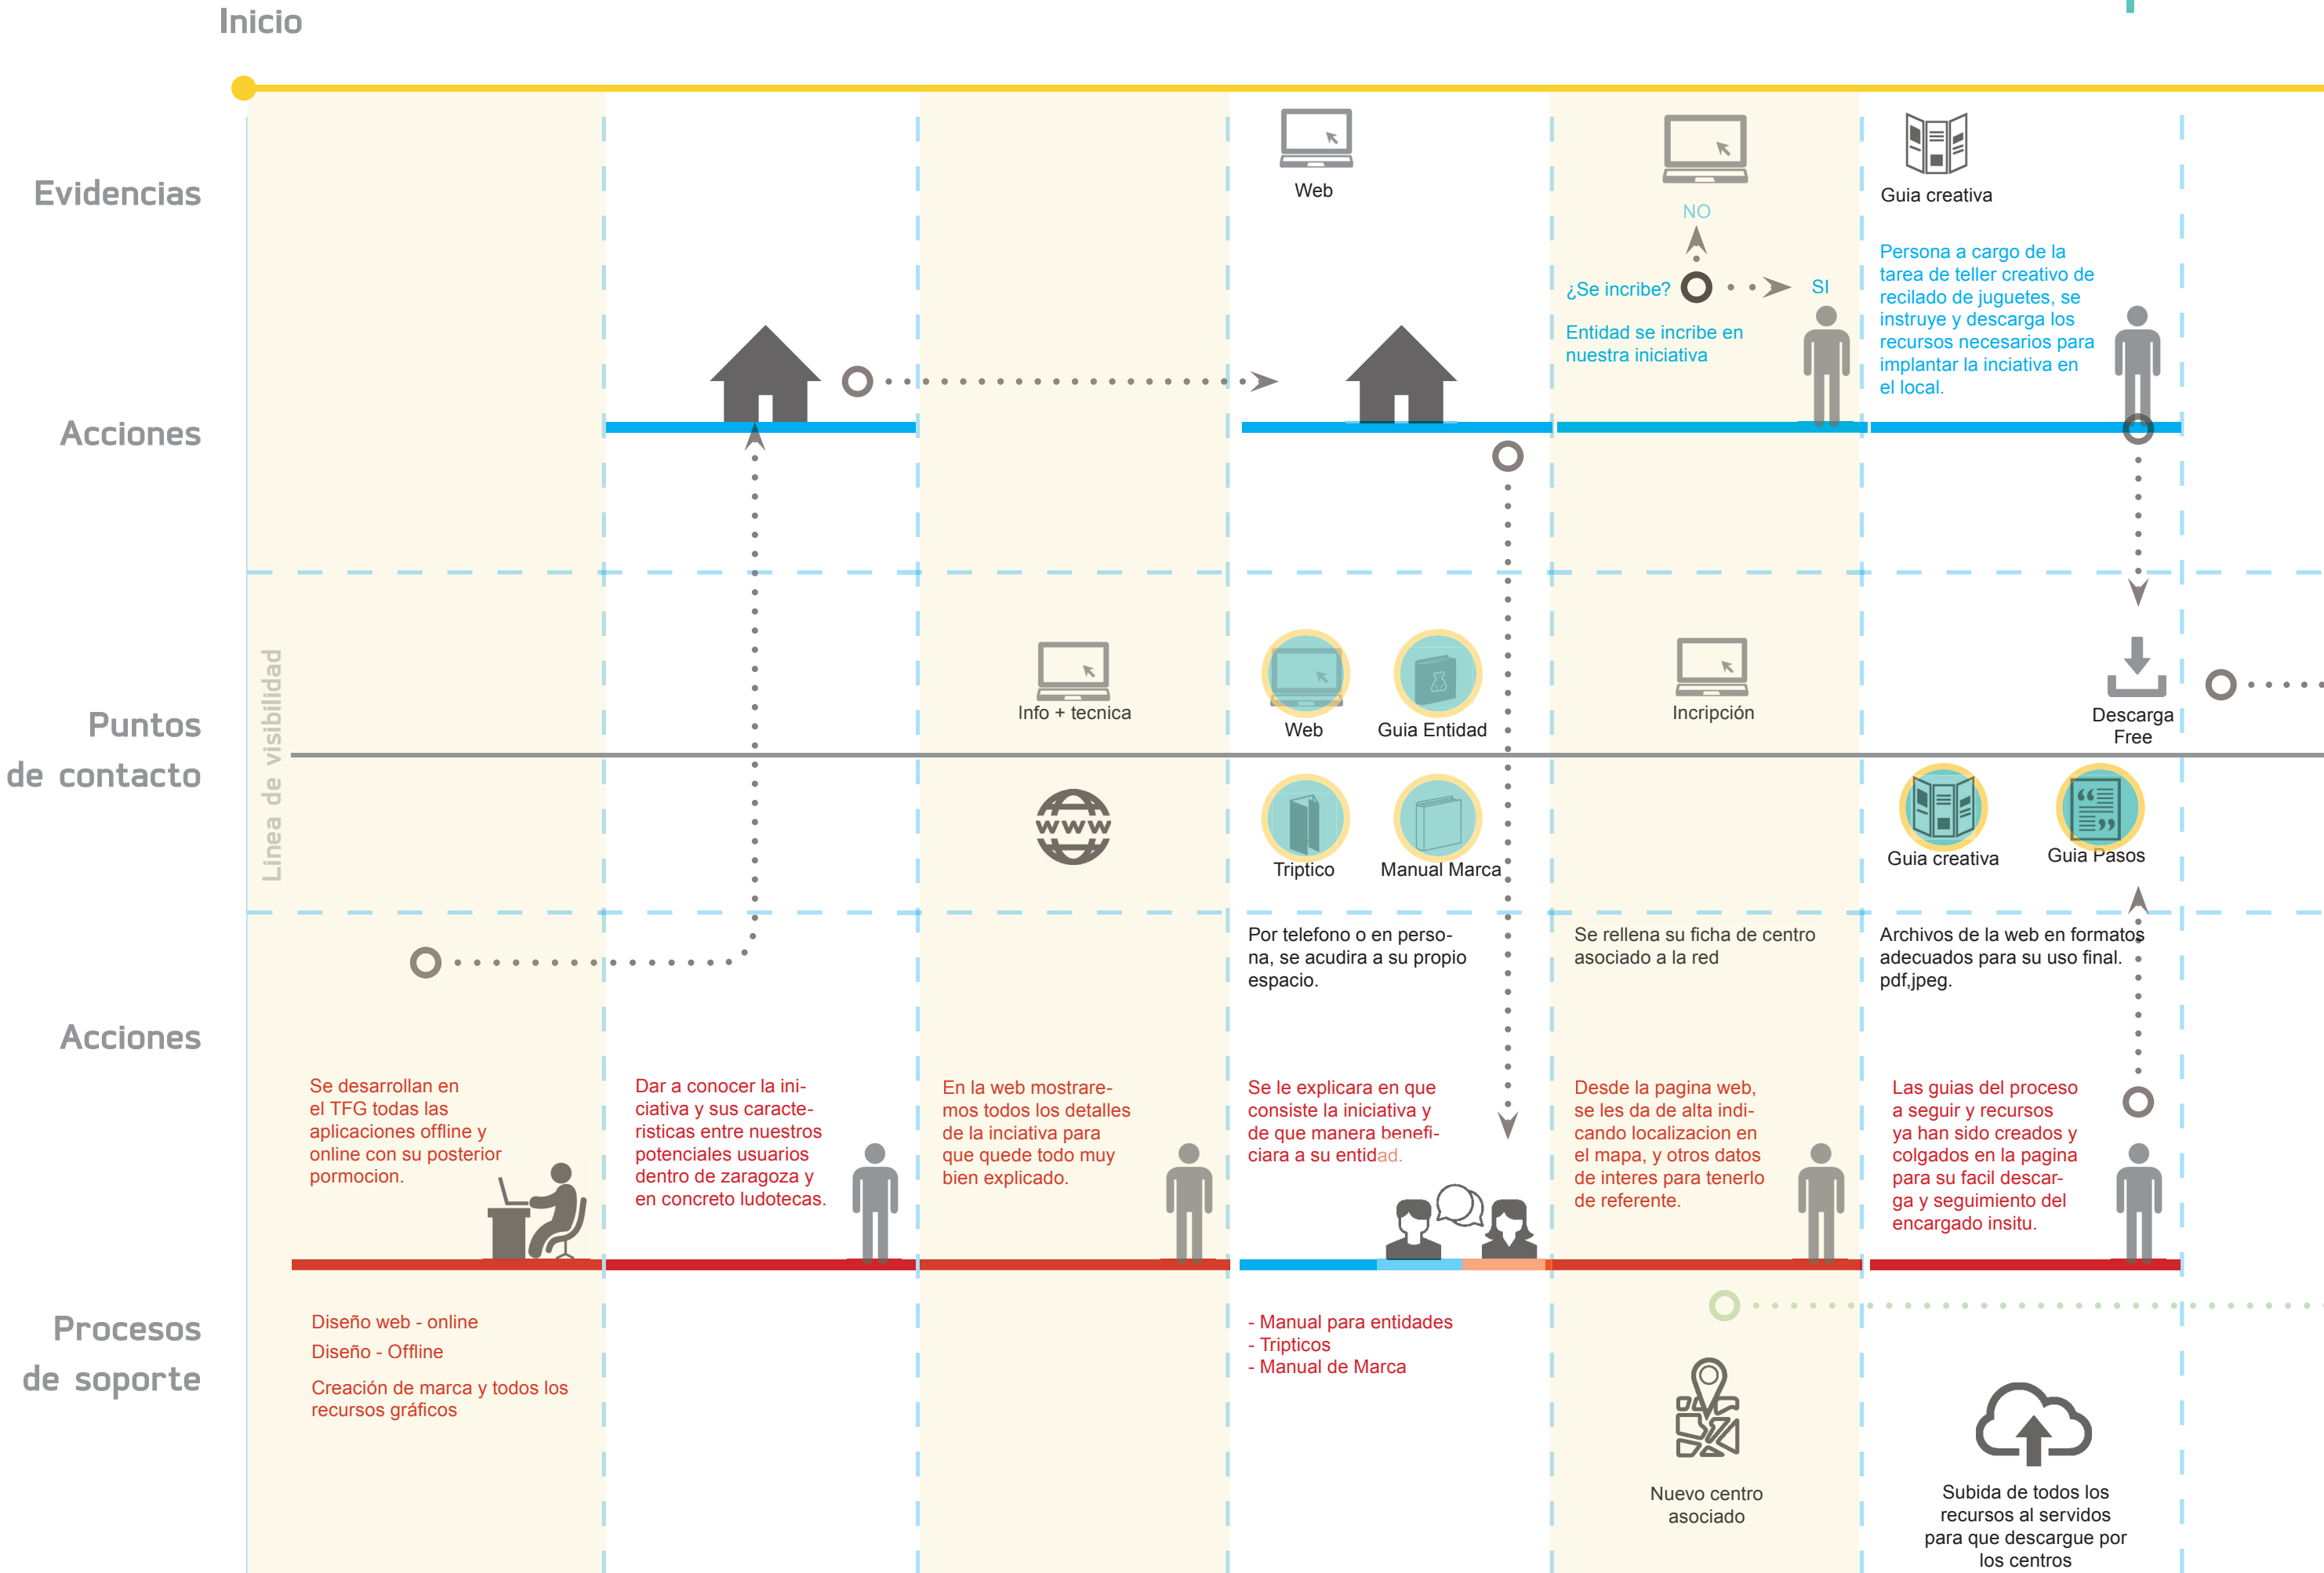 Inicio
Evidencias
Web
NO
¿Se incribe?
SI
Entidad se incribe en
nuestra iniciativa
Guia creativa
Persona a cargo de la
tarea de teller creativo de
recilado de juguetes, se
instruye y descarga los
recursos necesarios para
implantar la inciativa en
el local.
Acciones
Linea de visibilidad
Puntos
de contacto
Info + tecnica
Web
Guia Entidad
Incripción
Descarga
Free
WWW
Triptico
Manual Marca
Guia creativa
Guia Pasos
Por telefono o en perso-
na, se acudira a su propio
espacio.
Se rellena su ficha de centro
asociado a la red
Archivos de la web en formatos
adecuados para su uso final.
pdf,jpeg.
Acciones
Se desarrollan en
el TFG todas las
aplicaciones offline y
online con su posterior
pormocion.
Dar a conocer la ini-
ciativa y sus caracte-
risticas entre nuestros
potenciales usuarios
dentro de zaragoza y
en concreto ludotecas.
En la web mostrare-
mos todos los detalles
de la inciativa para
que quede todo muy
bien explicado.
Se le explicara en que
consiste la iniciativa y
de que manera benefi-
ciara a su entidad.
Desde la pagina web,
se les da de alta indi-
cando localizacion en
el mapa, y otros datos
de interes para tenerlo
de referente.
Las guias del proceso
a seguir y recursos
ya han sido creados y
colgados en la pagina
para su facil descar-
ga y seguimiento del
encargado insitu.
Procesos
de soporte
Diseño web - online
Diseño - Offline
Creación de marca y todos los
recursos gráficos
- Manual para entidades
- Tripticos
- Manual de Marca
Nuevo centro
asociado
Subida de todos los
recursos al servidos
para que descargue por
los centros